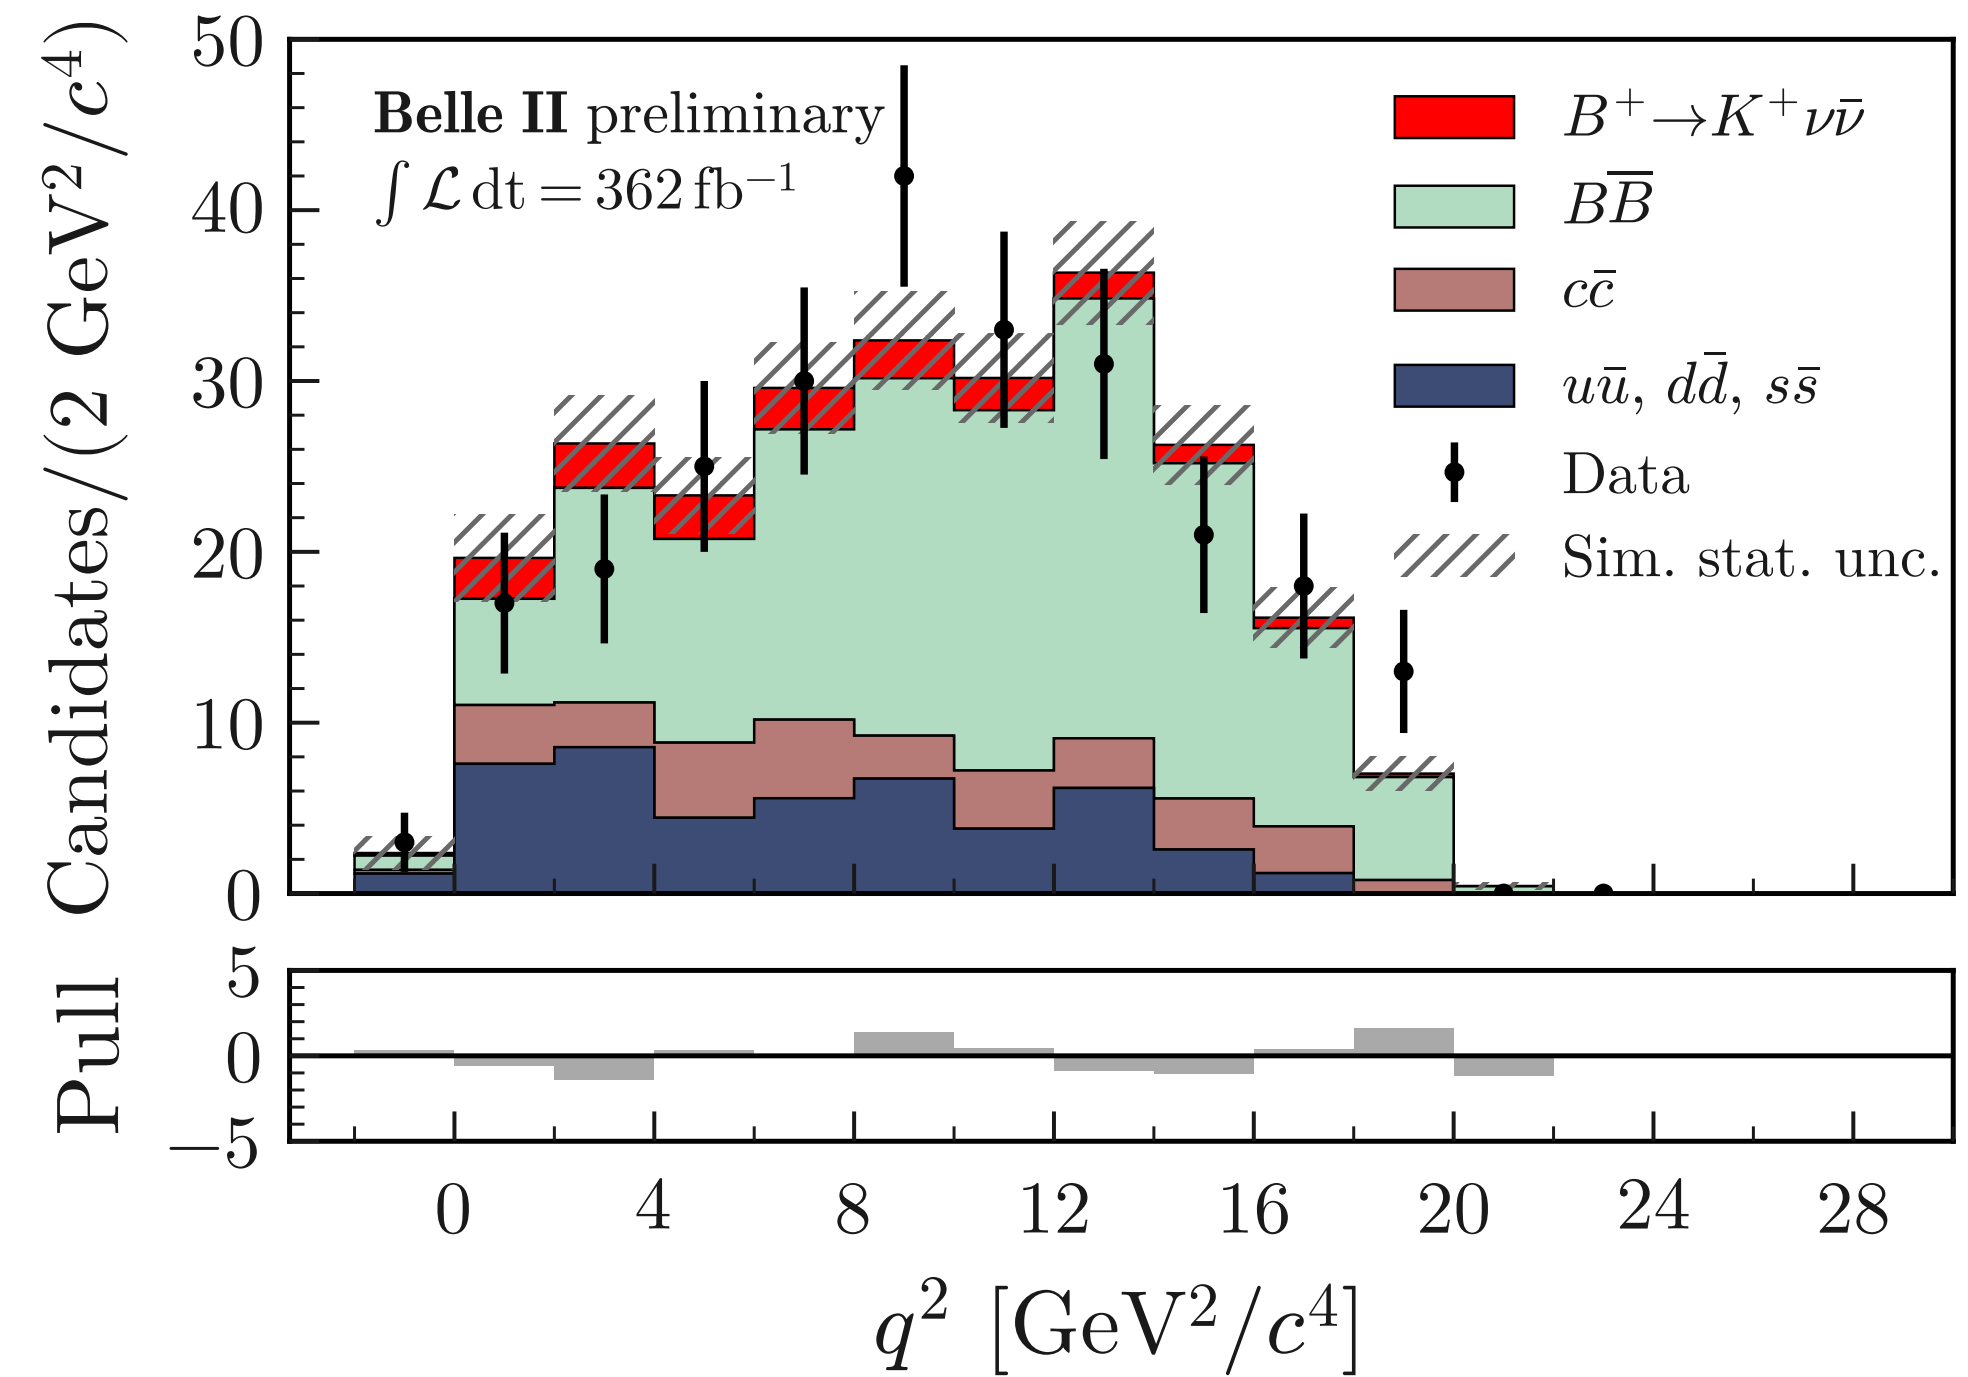 Candidates/(2 GeV²/c⁴)
50
40
30
20
10
0
Belle II preliminary
∫ ℒ dt = 362 fb⁻¹
B⁺→K⁺νν̅
BB̅
cc̅
uu̅, dd̅, ss̅
Data
Sim. stat. unc.
Pull
5
0
−5
0 4 8 12 16 20 24 28
q² [GeV²/c⁴]